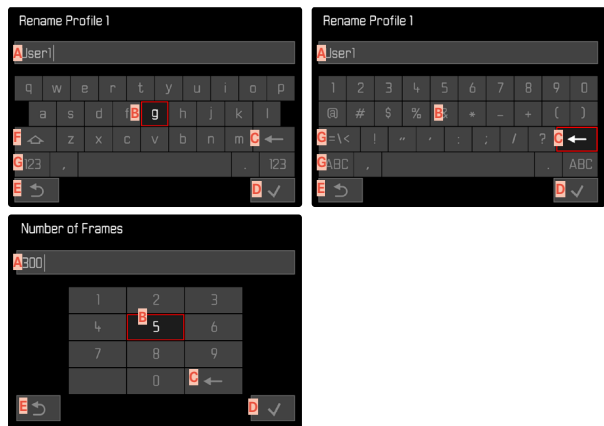 Rename Profile 1
A User1
q w e r t y u i o p
a s d f B g h j k l
F z x c v b n m C ←
G 123 , . 123
E D
Rename Profile 1
A User1
1 2 3 4 5 6 7 8 9 0
@ # $ % B * - + ( )
G =\< ! " ' : ; / ? C ←
G ABC , . ABC
E D
Number of Frames
A 300
1 2 3
4 B 5 6
7 8 9
0 C ←
E D